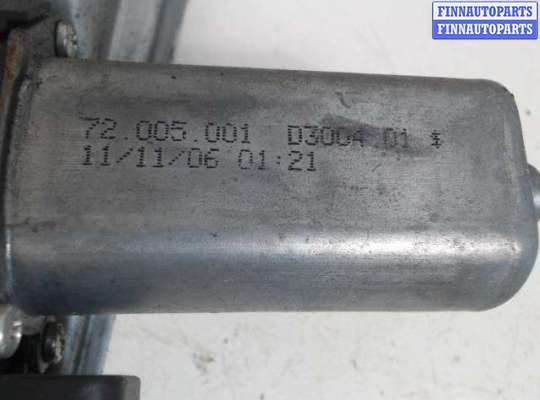 FINNAUTOPARTS
FINNAUTOPARTS
72.005.001 D3004 01 $
11/11/06 01:21